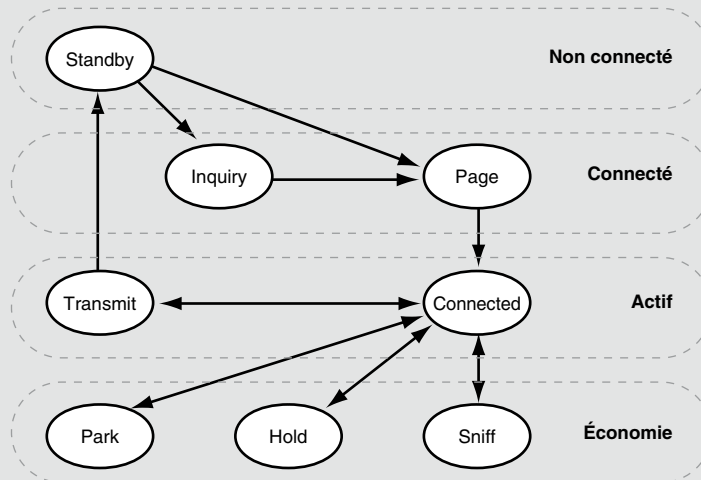 Standby
Non connecté
Inquiry
Page
Connecté
Transmit
Connected
Actif
Park
Hold
Sniff
Économie